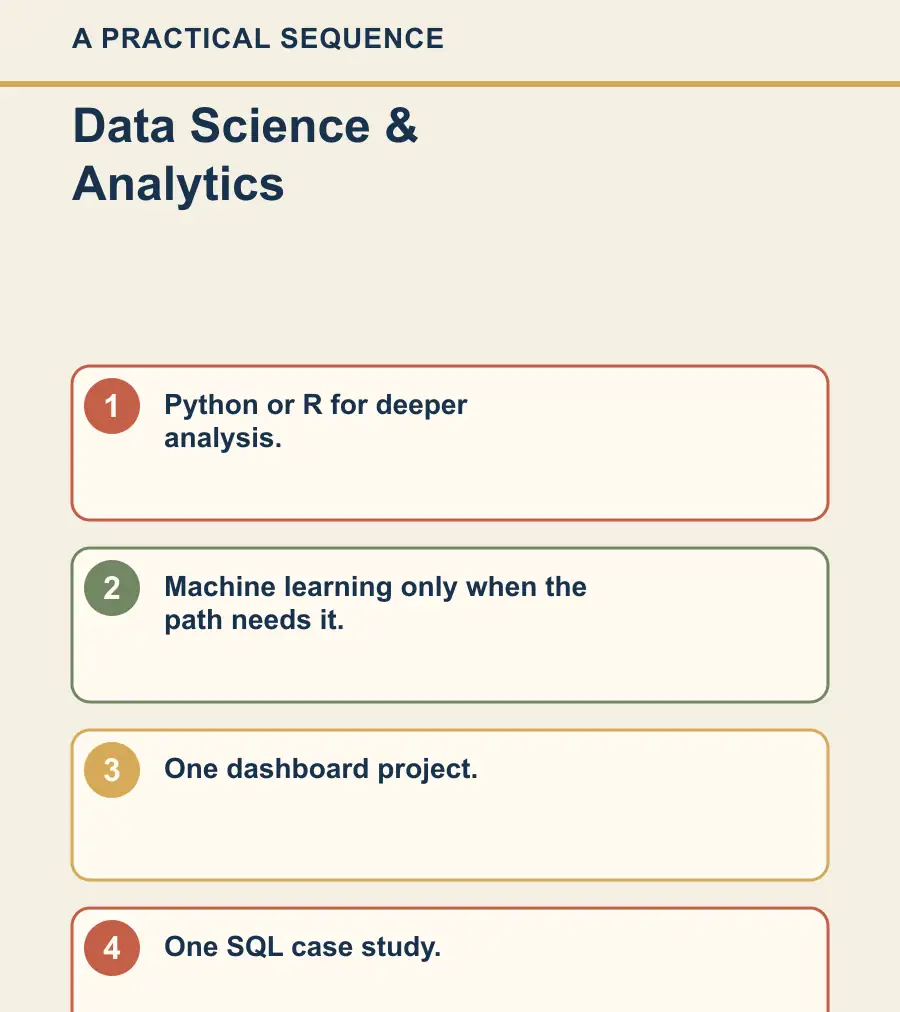 A PRACTICAL SEQUENCE
Data Science &
Analytics
1
Python or R for deeper
analysis.
2
Machine learning only when the
path needs it.
3
One dashboard project.
4
One SQL case study.